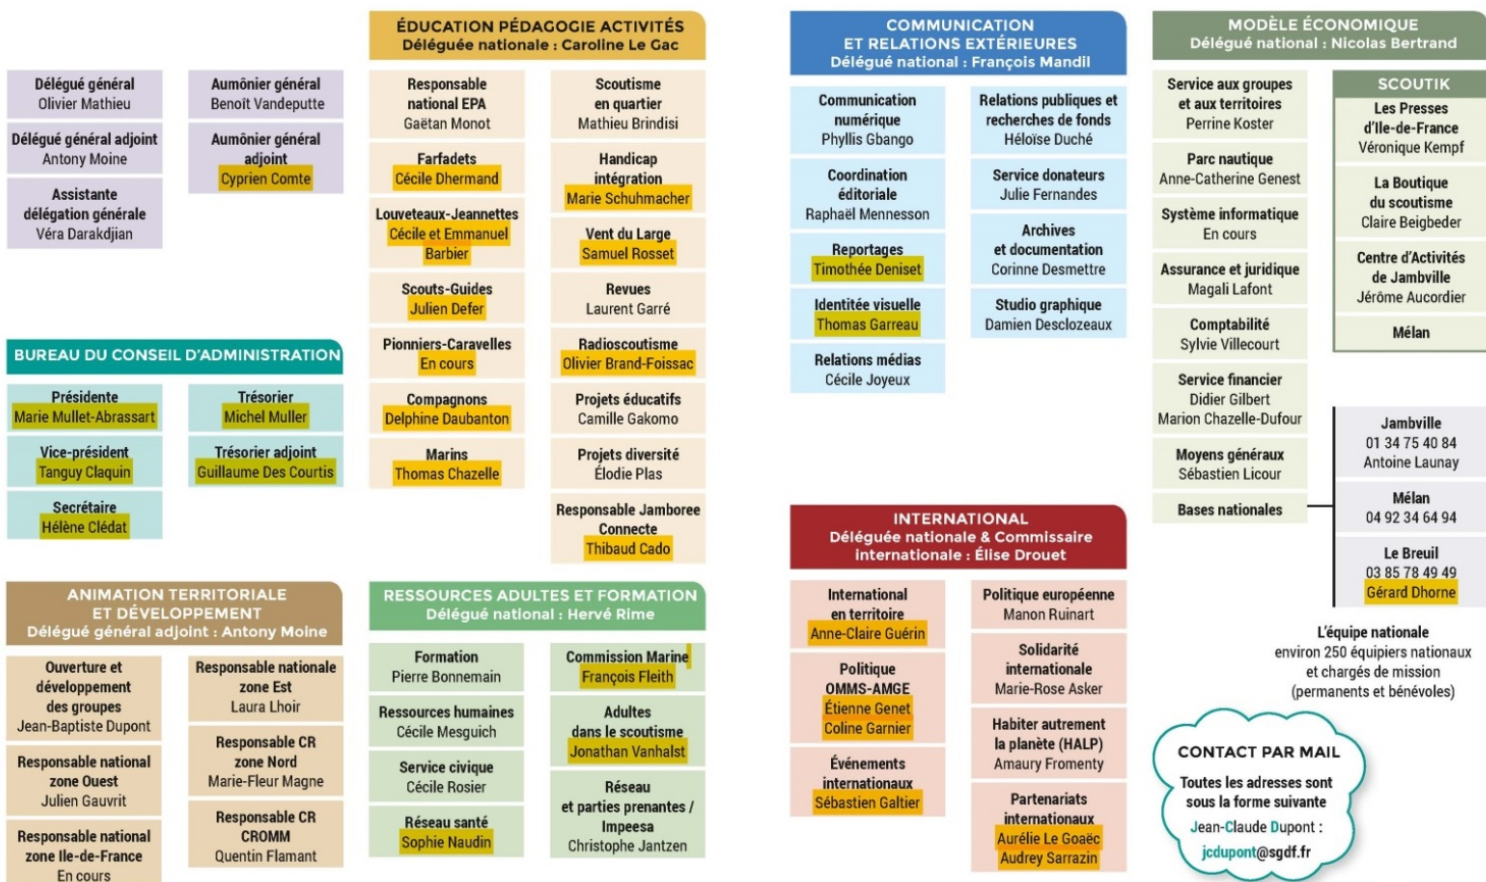 Délégué général
Olivier Mathieu
Délégué général adjoint
Antony Moine
Assistante
délégation générale
Véra Darakdjian
Aumônier général
Benoît Vandeputte
Aumônier général
adjoint
Cyprien Comte
BUREAU DU CONSEIL D'ADMINISTRATION
Présidente
Marie Mullet-Abrassart
Vice-président
Tanguy Claquin
Secrétaire
Hélène Clédat
Trésorier
Michel Muller
Trésorier adjoint
Guillaume Des Courtis
ÉDUCATION PÉDAGOGIE ACTIVITÉS
Déléguée nationale : Caroline Le Gac
Responsable
national EPA
Gaëtan Monot
Farfadets
Cécile Dhermand
Louveteaux-Jeannettes
Cécile et Emmanuel
Barbier
Scouts-Guides
Julien Defer
Pionniers-Caravelles
En cours
Compagnons
Delphine Daubanton
Marins
Thomas Chazelle
Scoutisme
en quartier
Mathieu Brindisi
Handicap
intégration
Marie Schuhmacher
Vent du Large
Samuel Rosset
Revues
Laurent Garré
Radioscoutisme
Olivier Brand-Foissac
Projets éducatifs
Camille Gakomo
Projets diversité
Élodie Plas
Responsable Jamboree
Connecte
Thibaud Cado
ANIMATION TERRITORIALE
ET DÉVELOPPEMENT
Délégué général adjoint : Antony Moine
Ouverture et
développement
des groupes
Jean-Baptiste Dupont
Responsable national
zone Ouest
Julien Gauvrit
Responsable national
zone Ile-de-France
En cours
Responsable nationale
zone Est
Laura Lhoir
Responsable CR
zone Nord
Marie-Fleur Magne
Responsable CR
CROMM
Quentin Flamant
RESSOURCES ADULTES ET FORMATION
Délégué national : Hervé Rime
Formation
Pierre Bonnemain
Ressources humaines
Cécile Mesguich
Service civique
Cécile Rosier
Réseau santé
Sophie Naudin
Commission Marine
François Fleith
Adultes
dans le scoutisme
Jonathan Vanhalst
Réseau
et parties prenantes /
Impeesa
Christophe Jantzen
COMMUNICATION
ET RELATIONS EXTÉRIEURES
Délégué national : François Mandil
Communication
numérique
Phyllis Gbango
Coordination
éditoriale
Raphaël Mennesson
Reportages
Timothée Deniset
Identitée visuelle
Thomas Garreau
Relations médias
Cécile Joyeux
Relations publiques et
recherches de fonds
Héloïse Duché
Service donateurs
Julie Fernandes
Archives
et documentation
Corinne Desmettre
Studio graphique
Damien Desclozeaux
INTERNATIONAL
Déléguée nationale & Commissaire
internationale : Élise Drouet
International
en territoire
Anne-Claire Guérin
Politique
OMMS-AMGE
Étienne Genet
Coline Garnier
Événements
internationaux
Sébastien Galtier
Politique européenne
Manon Ruinart
Solidarité
internationale
Marie-Rose Asker
Habiter autrement
la planète (HALP)
Amaury Fromenty
Partenariats
internationaux
Aurélie Le Goaëc
Audrey Sarrazin
MODÈLE ÉCONOMIQUE
Délégué national : Nicolas Bertrand
Service aux groupes
et aux territoires
Perrine Koster
Parc nautique
Anne-Catherine Genest
Système informatique
En cours
Assurance et juridique
Magali Lafont
Comptabilité
Sylvie Villecourt
Service financier
Didier Gilbert
Marion Chazelle-Dufour
Moyens généraux
Sébastien Licour
Bases nationales
SCOUTIK
Les Presses
d'Ile-de-France
Véronique Kempf
La Boutique
du scoutisme
Claire Beigbeder
Centre d'Activités
de Jambville
Jérôme Aucordier
Mélan
Jambville
01 34 75 40 84
Antoine Launay
Mélan
04 92 34 64 94
Le Breuil
03 85 78 49 49
Gérard Dhorne
L'équipe nationale
environ 250 équipiers nationaux
et chargés de mission
(permanents et bénévoles)
CONTACT PAR MAIL
Toutes les adresses sont
sous la forme suivante
Jean-Claude Dupont :
jcdupont@sgdf.fr